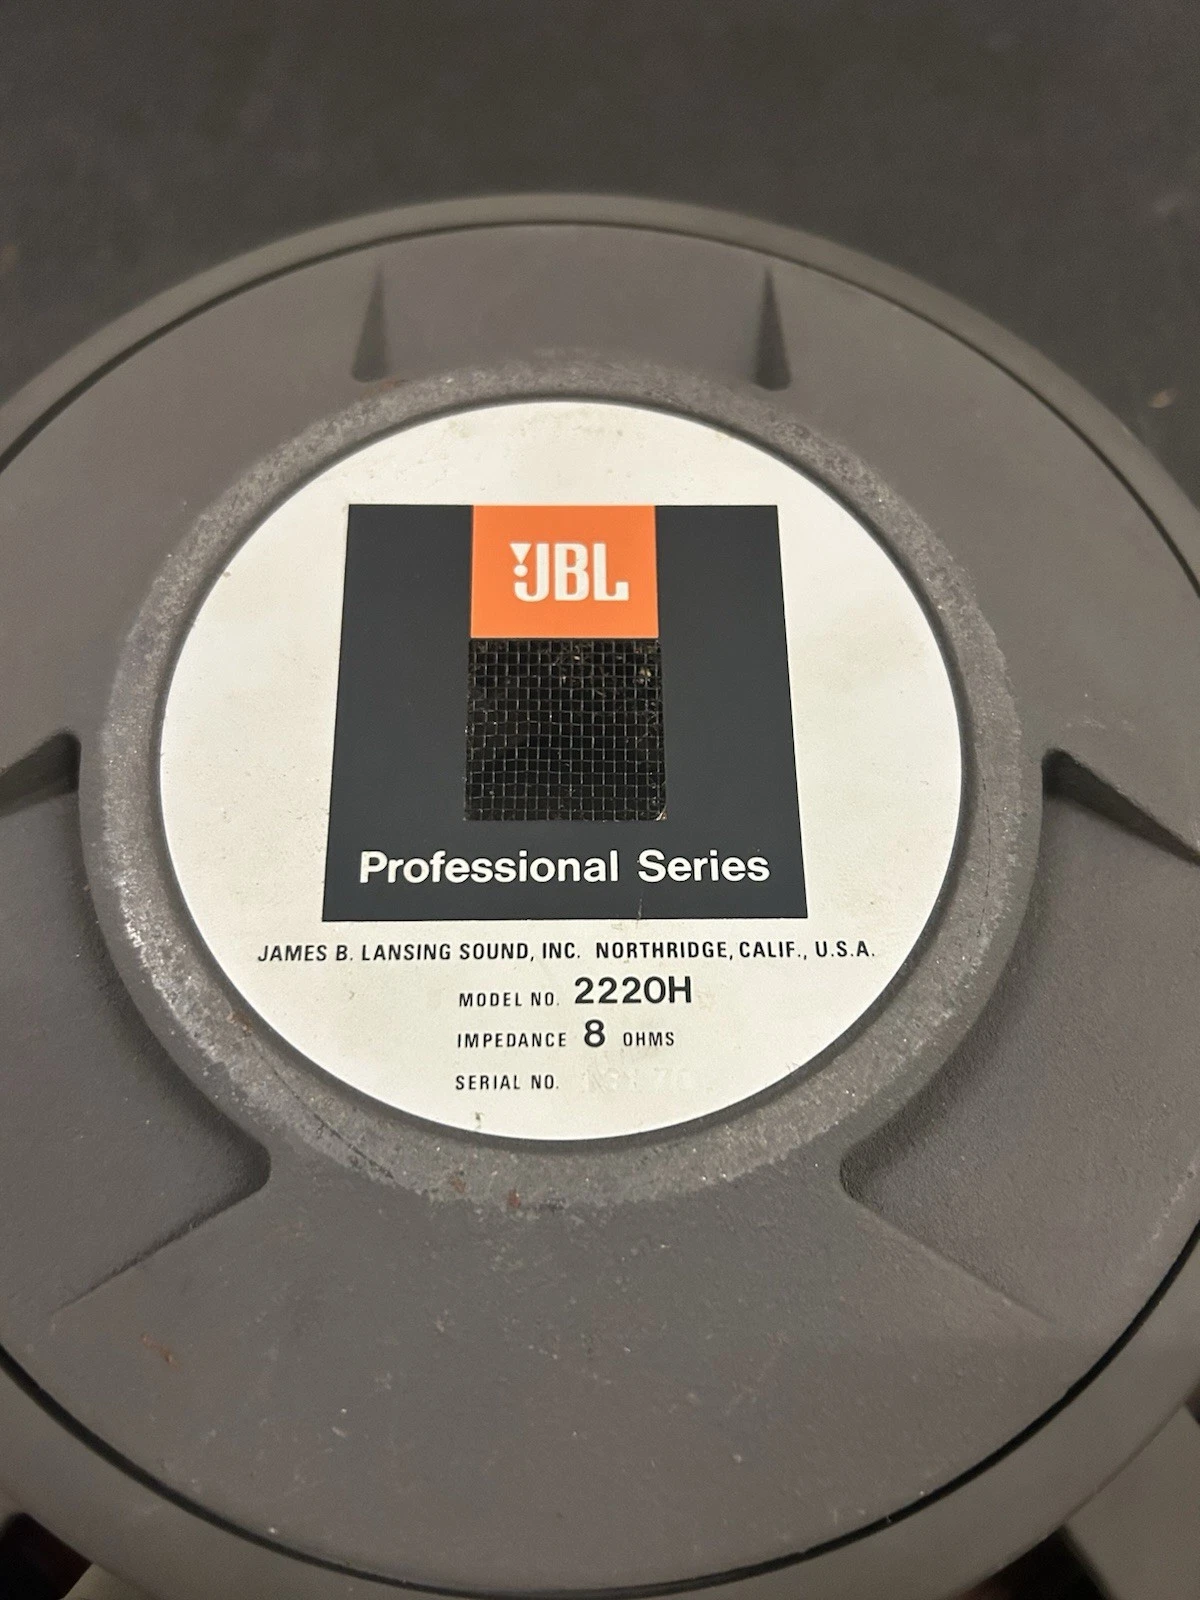 JBL
Professional Series
JAMES B. LANSING SOUND, INC. NORTHRIDGE, CALIF., U.S.A.
MODEL NO. 2220H
IMPEDANCE 8 OHMS
SERIAL NO.